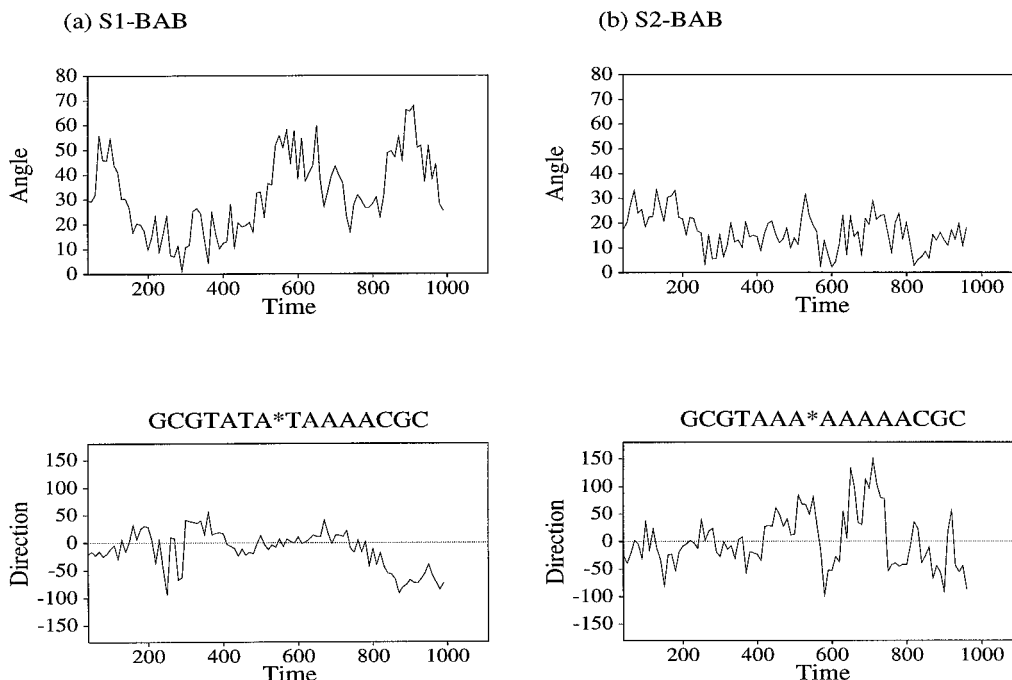 (a) S1-BAB
80
70
60
50
40
30
20
10
0
Angle
200 400 600 800 1000
Time
(b) S2-BAB
80
70
60
50
40
30
20
10
0
Angle
200 400 600 800 1000
Time
GCGTATA*TAAAACGC
150
100
50
0
-50
-100
-150
Direction
200 400 600 800 1000
Time
GCGTAAA*AAAAACGC
150
100
50
0
-50
-100
-150
Direction
200 400 600 800 1000
Time